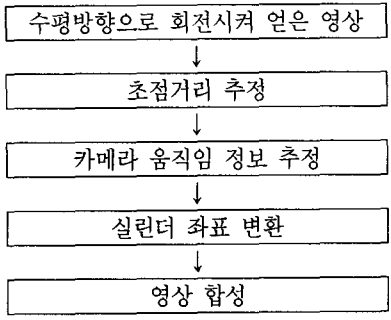 수평방향으로 회전시켜 얻은 영상
초점거리 추정
카메라 움직임 정보 추정
실린더 좌표 변환
영상 합성